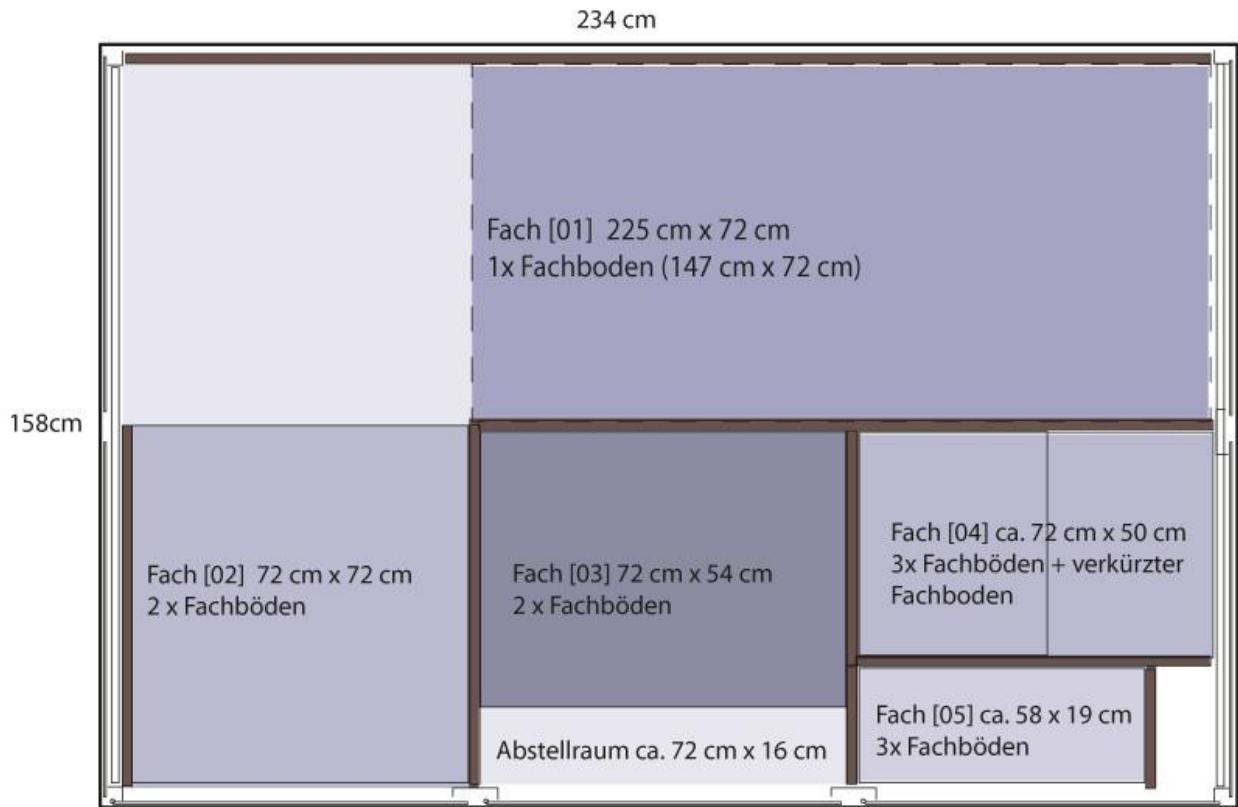 234 cm
Fach [01]  225 cm x 72 cm
1x Fachboden (147 cm x 72 cm)
158cm
Fach [02]  72 cm x 72 cm
2 x Fachböden
Fach [03] 72 cm x 54 cm
2 x Fachböden
Fach [04] ca. 72 cm x 50 cm
3x Fachböden + verkürzter
Fachboden
Abstellraum ca. 72 cm x 16 cm
Fach [05] ca. 58 x 19 cm
3x Fachböden